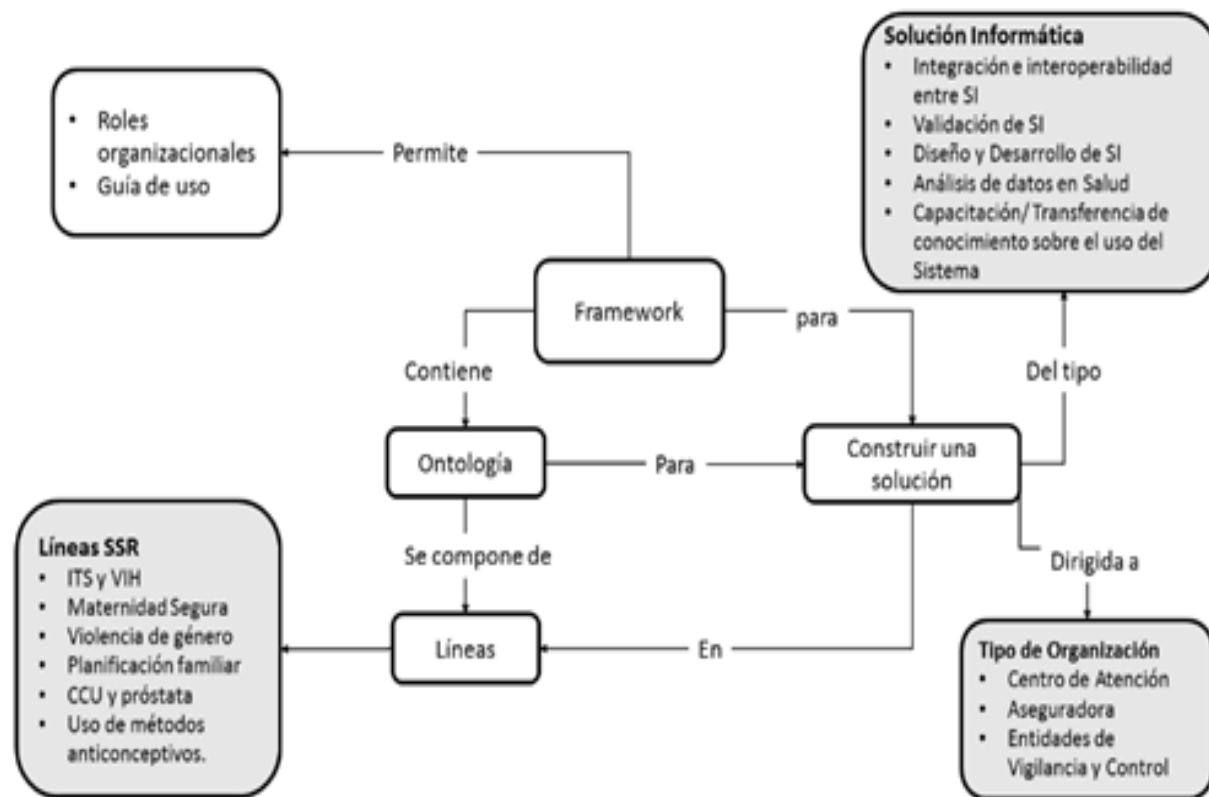 Solución Informática
• Integración e interoperabilidad
entre SI
• Validación de SI
• Diseño y Desarrollo de SI
• Análisis de datos en Salud
• Capacitación/ Transferencia de
conocimiento sobre el uso del
Sistema
• Roles
organizacionales
• Guía de uso
Permite
Framework
para
Contiene
Del tipo
Ontología
Para
Construir una
solución
Se compone de
Dirigida a
Líneas SSR
• ITS y VIH
• Maternidad Segura
• Violencia de género
• Planificación familiar
• CCU y próstata
• Uso de métodos
anticonceptivos.
Líneas
En
Tipo de Organización
• Centro de Atención
• Aseguradora
• Entidades de
Vigilancia y Control